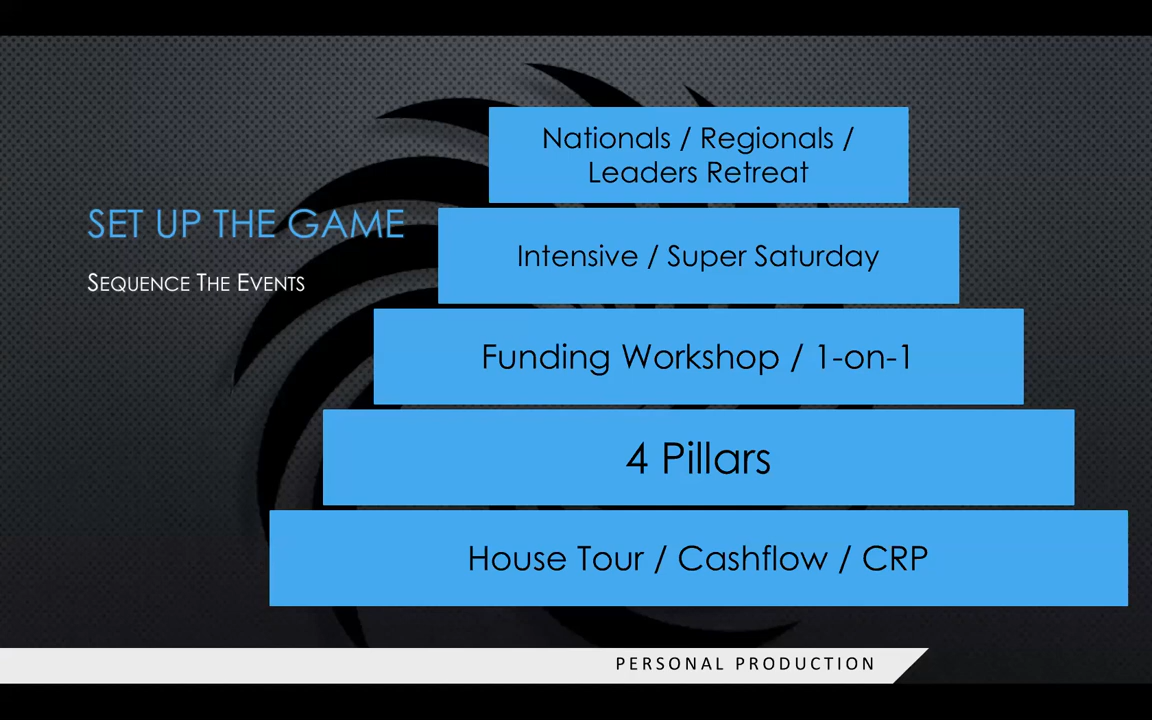 SET UP THE GAME
SEQUENCE THE EVENTS
Nationals / Regionals /
Leaders Retreat
Intensive / Super Saturday
Funding Workshop / 1-on-1
4 Pillars
House Tour / Cashflow / CRP
PERSONAL PRODUCTION